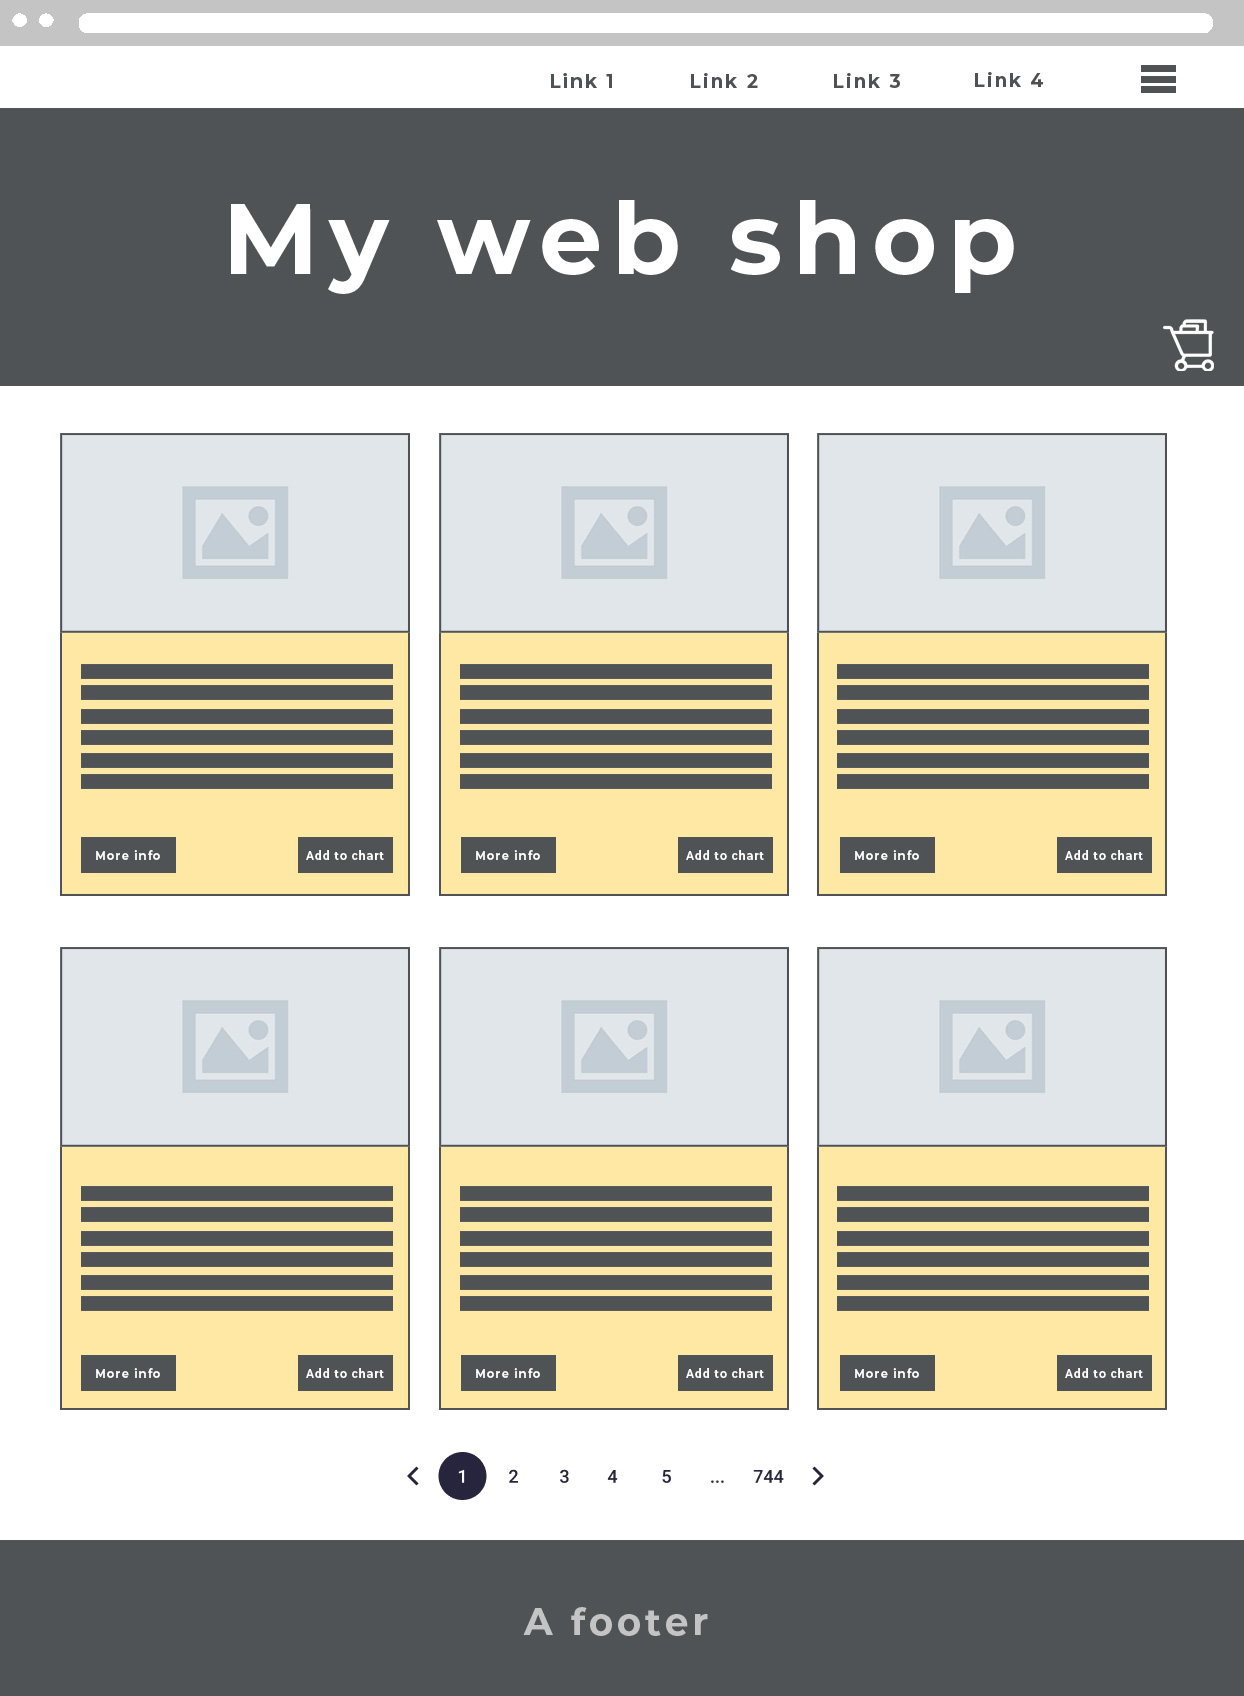 Link 1 Link 2 Link 3 Link 4
My web shop
More info Add to chart More info Add to chart More info Add to chart
More info Add to chart More info Add to chart More info Add to chart
1 2 3 4 5 ... 744
A footer